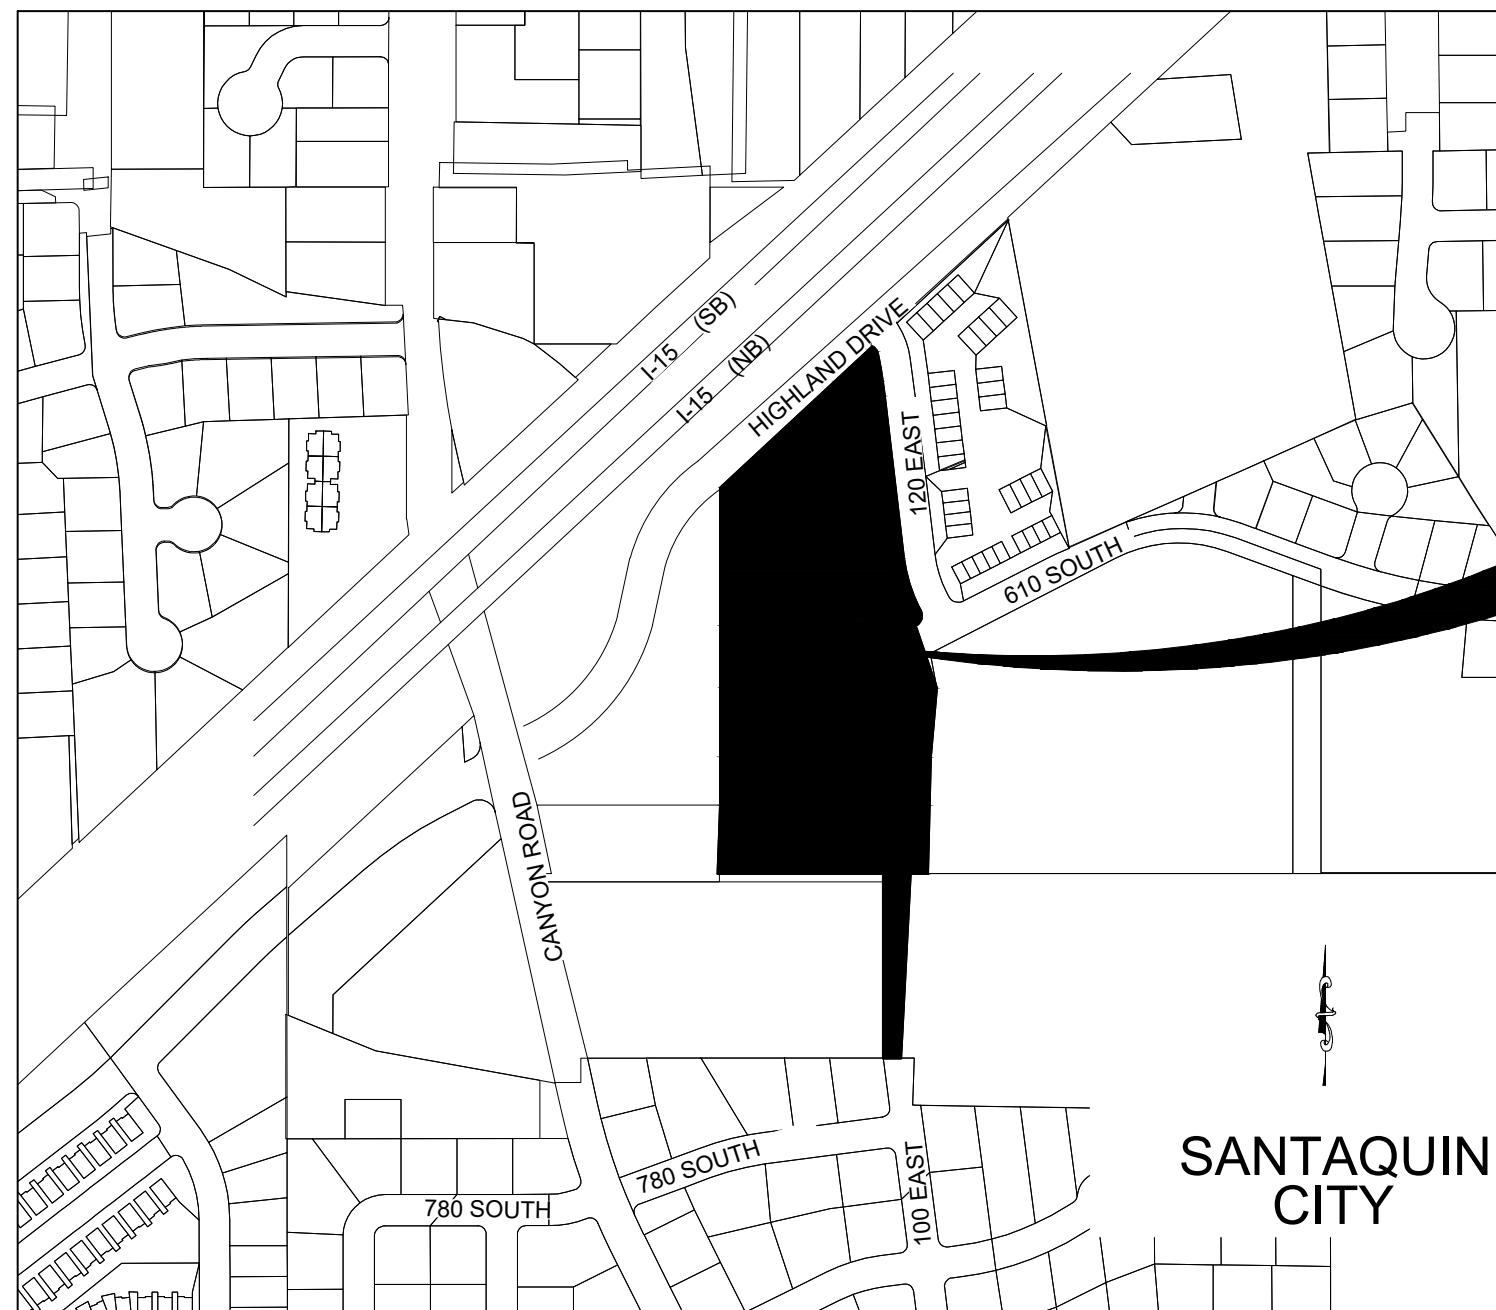 I-15 (SB)
I-15 (NB)
HIGHLAND DRIVE
120 EAST
610 SOUTH
CANYON ROAD
SANTAQUIN
CITY
780 SOUTH
780 SOUTH
100 EAST